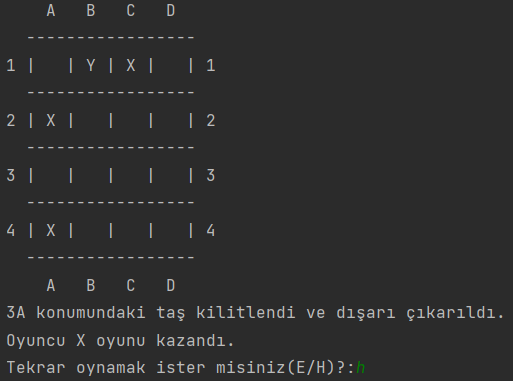 A   B   C   D
  -----------------
1 |   | Y | X |   | 1
  -----------------
2 | X |   |   |   | 2
  -----------------
3 |   |   |   |   | 3
  -----------------
4 | X |   |   |   | 4
  -----------------
    A   B   C   D
3A konumundaki taş kilitlendi ve dışarı çıkarıldı.
Oyuncu X oyunu kazandı.
Tekrar oynamak ister misiniz(E/H)?:h